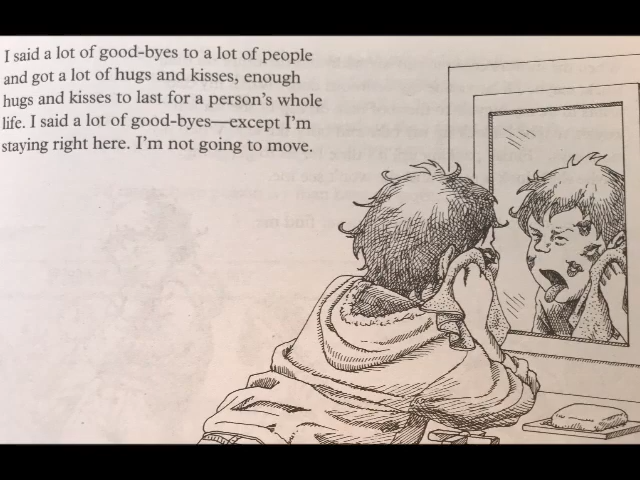 I said a lot of good-byes to a lot of people
and got a lot of hugs and kisses, enough
hugs and kisses to last for a person's whole
life. I said a lot of good-byes—except I'm
staying right here. I'm not going to move.